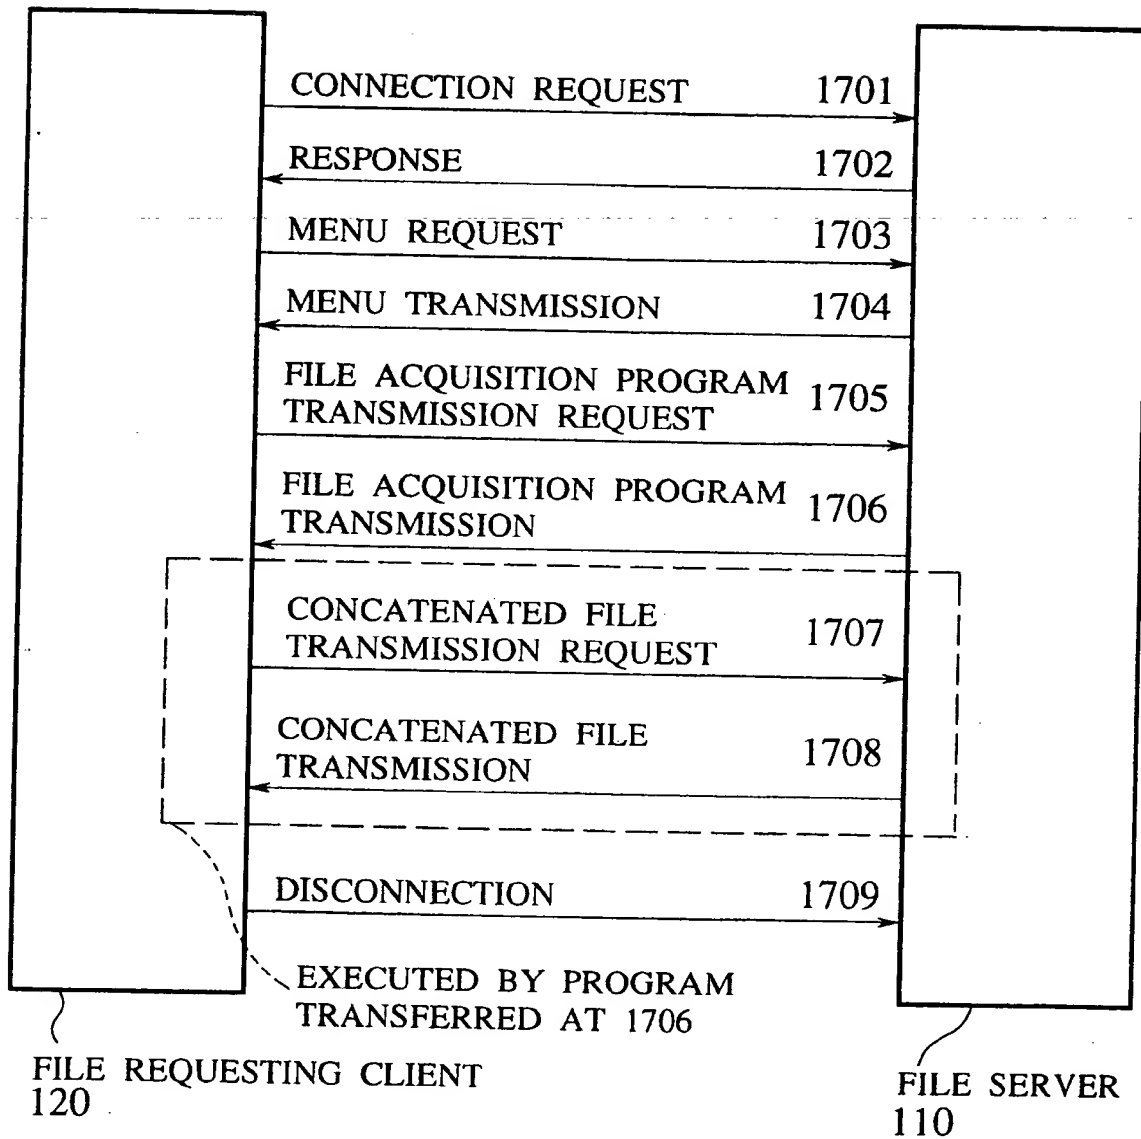 CONNECTION REQUEST 1701
RESPONSE 1702
MENU REQUEST 1703
MENU TRANSMISSION 1704
FILE ACQUISITION PROGRAM
TRANSMISSION REQUEST 1705
FILE ACQUISITION PROGRAM
TRANSMISSION 1706
CONCATENATED FILE
TRANSMISSION REQUEST 1707
CONCATENATED FILE
TRANSMISSION 1708
DISCONNECTION 1709
EXECUTED BY PROGRAM
TRANSFERRED AT 1706
FILE REQUESTING CLIENT
120
FILE SERVER
110